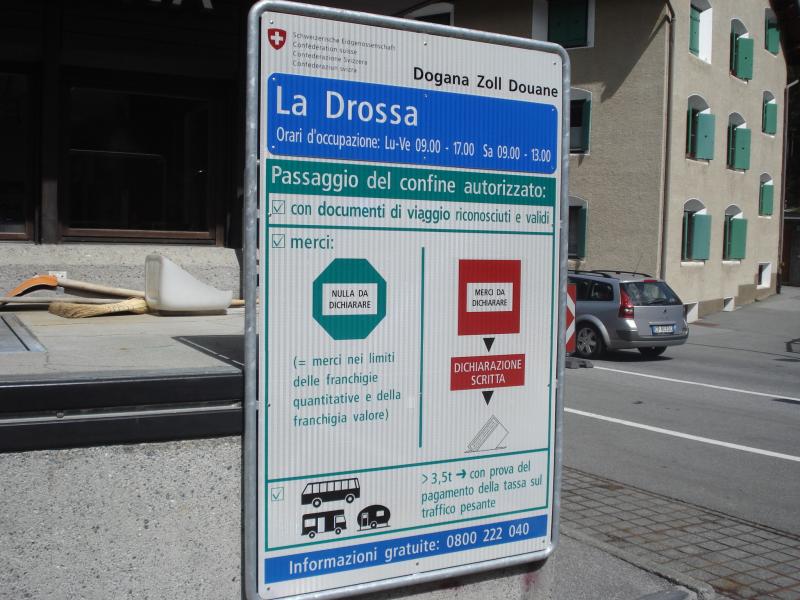 Schweizerische Eidgenossenschaft
Confédération suisse
Confederazione Svizzera
Confederaziun svizra
Dogana Zoll Douane
La Drossa
Orari d'occupazione: Lu-Ve 09.00 - 17.00 Sa 09.00 - 13.00
Passaggio del confine autorizzato:
con documenti di viaggio riconosciuti e validi
merci:
NULLA DA
DICHIARARE
(= merci nei limiti
delle franchigie
quantitative e della
franchigia valore)
MERCI DA
DICHIARARE
DICHIARAZIONE
SCRITTA
> 3,5t → con prova del
pagamento della tassa sul
traffico pesante
Informazioni gratuite: 0800 222 040